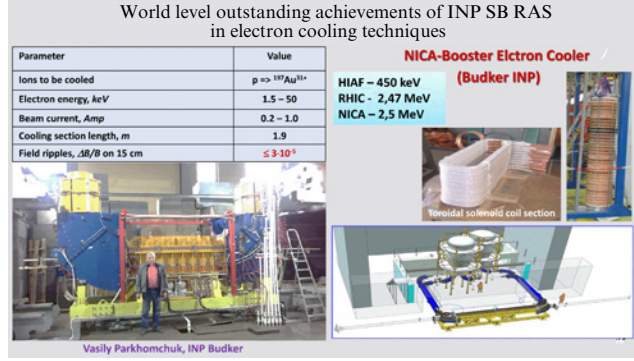 World level outstanding achievements of INP SB RAS
in electron cooling techniques
Parameter Value
Ions to be cooled p => ¹⁹⁷Au³¹⁺
Electron energy, keV 1.5 – 50
Beam current, Amp 0.2 – 1.0
Cooling section length, m 1.9
Field ripples, ΔB/B on 15 cm ≤ 3·10⁻⁵
NICA-Booster Elctron Cooler
(Budker INP)
HIAF – 450 keV
RHIC - 2,47 MeV
NICA – 2,5 MeV
Toroidal solenoid coil section
Vasily Parkhomchuk, INP Budker